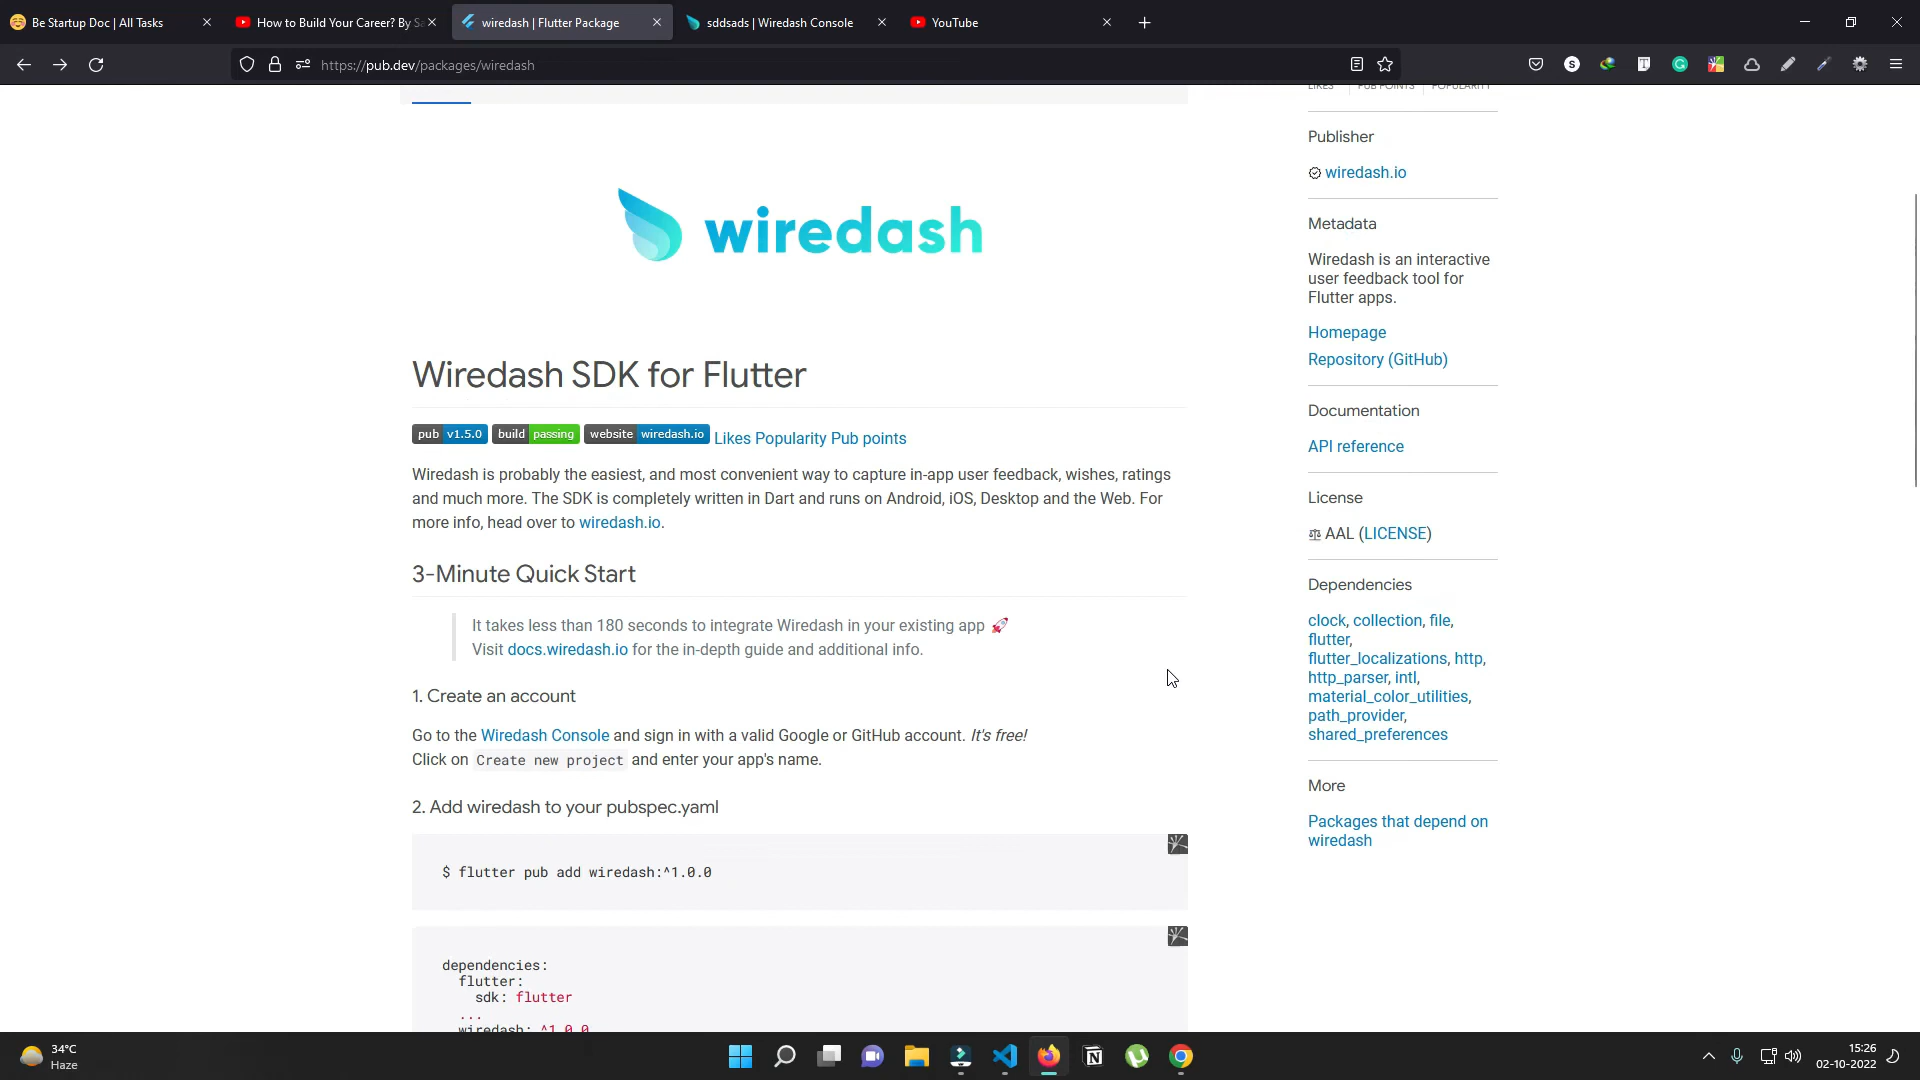 Be Startup Doc | All Tasks
How to Build Your Career? By Sa
wiredash | Flutter Package
sddsads | Wiredash Console
YouTube
https://pub.dev/packages/wiredash
LIKES PUB POINTS POPULARITY
wiredash
Wiredash SDK for Flutter
pub v1.5.0 build passing website wiredash.io Likes Popularity Pub points
Wiredash is probably the easiest, and most convenient way to capture in-app user feedback, wishes, ratings
and much more. The SDK is completely written in Dart and runs on Android, iOS, Desktop and the Web. For
more info, head over to wiredash.io.
3-Minute Quick Start
It takes less than 180 seconds to integrate Wiredash in your existing app 🚀
Visit docs.wiredash.io for the in-depth guide and additional info.
1. Create an account
Go to the Wiredash Console and sign in with a valid Google or GitHub account. It's free!
Click on Create new project and enter your app's name.
2. Add wiredash to your pubspec.yaml
$ flutter pub add wiredash:^1.0.0
dependencies:
flutter:
sdk: flutter
...
wiredash: ^1.0.0
Publisher
wiredash.io
Metadata
Wiredash is an interactive
user feedback tool for
Flutter apps.
Homepage
Repository (GitHub)
Documentation
API reference
License
AAL (LICENSE)
Dependencies
clock, collection, file,
flutter,
flutter_localizations, http,
http_parser, intl,
material_color_utilities,
path_provider,
shared_preferences
More
Packages that depend on
wiredash
34°C
Haze
15:26
02-10-2022